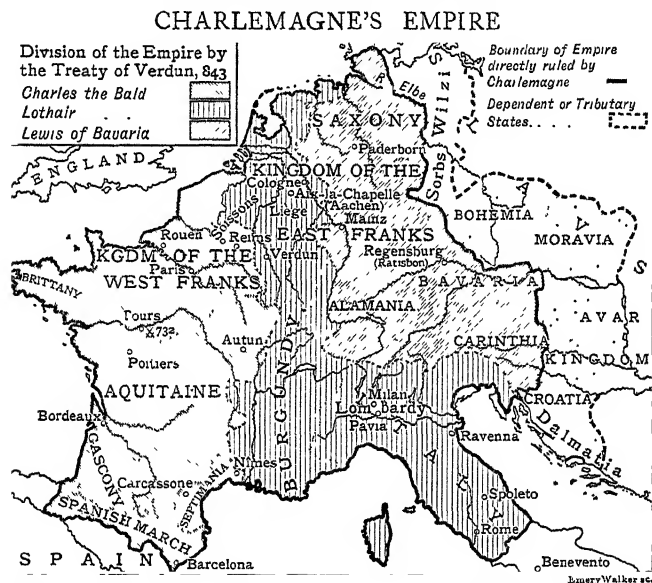 CHARLEMAGNE'S EMPIRE
Division of the Empire by
the Treaty of Verdun, 843
Charles the Bald
Lothair . .
Lewis of Bavaria
Boundary of Empire
directly ruled by
Charlemagne
Dependent or Tributary
States....
R. Elbe
Wilzi
Sorbs
SAXONY
Paderborn
ENGLAND
KINGDOM OF THE
EAST FRANKS
Cologne
Aix-la-Chapelle
(Aachen)
Liege
Mainz
Soissons
Rouen
Reims
Verdun
Paris
KGDM OF THE
WEST FRANKS
BRITTANY
Regensburg
(Ratisbon)
BOHEMIA
MORAVIA
SLAVS
BAVARIA
ALAMANIA
AVAR
KINGDOM
CARINTHIA
Tours
X732
Autun
Poitiers
AQUITAINE
BURGUNDY
Milan
Lombardy
Pavia
CROATIA
Dalmatia
Bordeaux
GASCONY
Ravenna
ITALY
Nîmes
Carcassone
SEPTIMANIA
Spoleto
SPANISH MARCH
Rome
SPAIN
Barcelona
Benevento
Emery Walker sc.